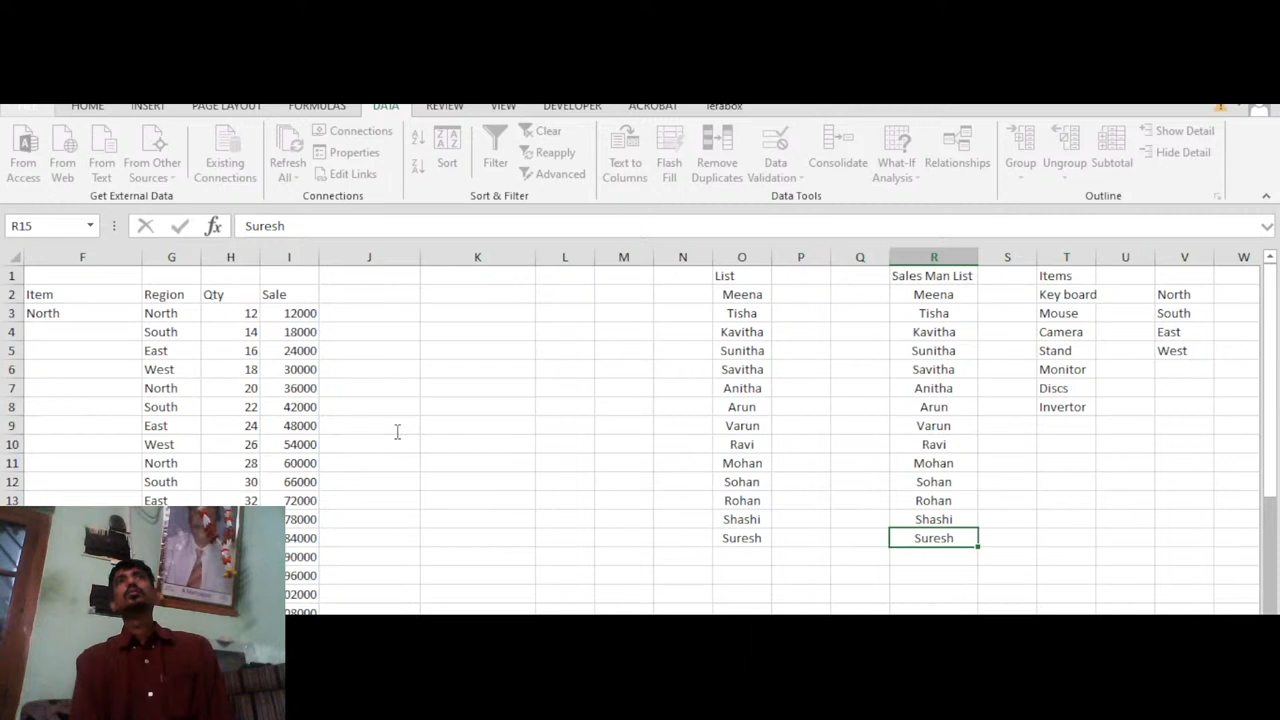 HOME INSERT PAGE LAYOUT FORMULAS DATA REVIEW VIEW DEVELOPER ACROBAT Terabox
From Access
From Web
From Text
From Other Sources
Existing Connections
Get External Data
Refresh All
Connections
Properties
Edit Links
Connections
Sort
Filter
Clear
Reapply
Advanced
Sort & Filter
Text to Columns
Flash Fill
Remove Duplicates
Data Validation
Consolidate
What-If Analysis
Relationships
Data Tools
Group
Ungroup
Subtotal
Show Detail
Hide Detail
Outline
R15 fx Suresh
F G H I J K L M N O P Q R S T U V W
1 List Sales Man List Items
2 Item Region Qty Sale Meena Meena Key board North
3 North North 12 12000 Tisha Tisha Mouse South
4 South 14 18000 Kavitha Kavitha Camera East
5 East 16 24000 Sunitha Sunitha Stand West
6 West 18 30000 Savitha Savitha Monitor
7 North 20 36000 Anitha Anitha Discs
8 South 22 42000 Arun Arun Invertor
9 East 24 48000 Varun Varun
10 West 26 54000 Ravi Ravi
11 North 28 60000 Mohan Mohan
12 South 30 66000 Sohan Sohan
13 East 32 72000 Rohan Rohan
78000 Shashi Shashi
84000 Suresh Suresh
90000
96000
02000
08000